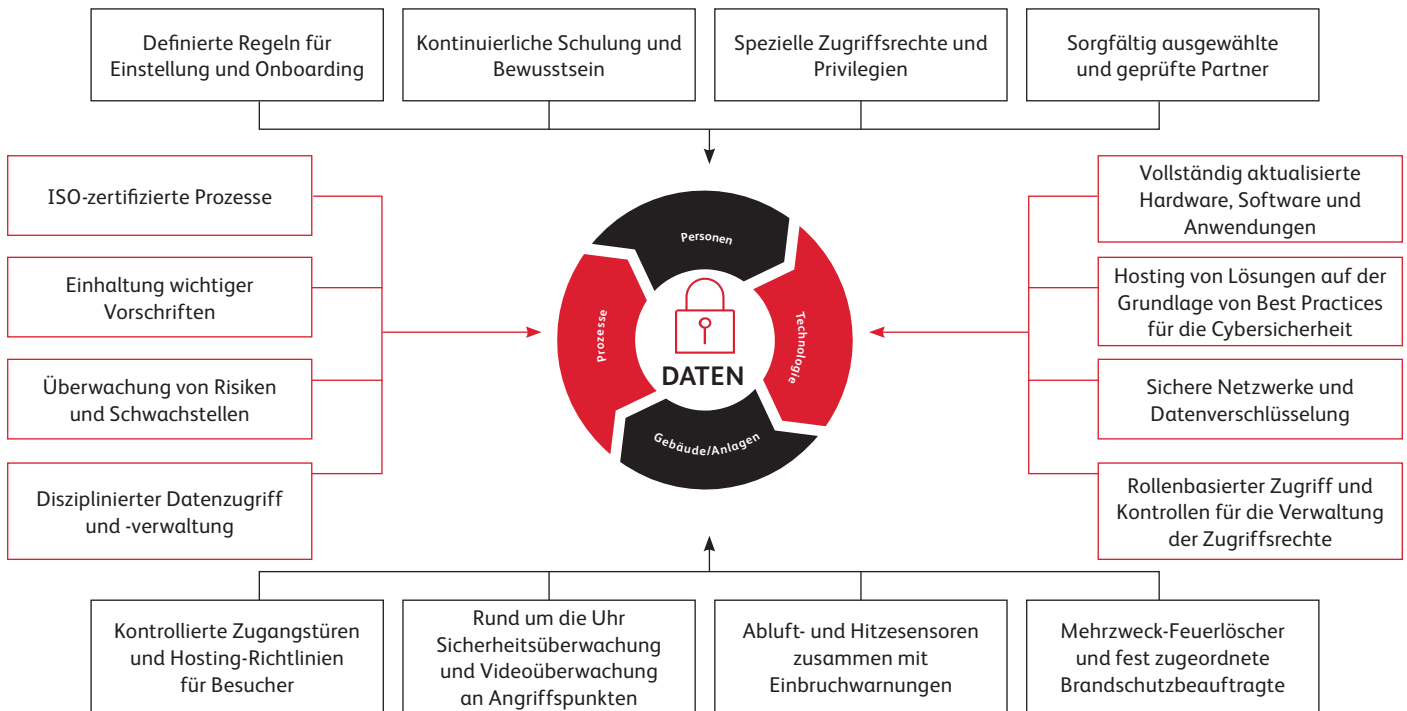 Definierte Regeln für
Einstellung und Onboarding
Kontinuierliche Schulung und
Bewusstsein
Spezielle Zugriffsrechte und
Privilegien
Sorgfältig ausgewählte
und geprüfte Partner
ISO-zertifizierte Prozesse
Einhaltung wichtiger
Vorschriften
Überwachung von Risiken
und Schwachstellen
Disziplinierter Datenzugriff
und -verwaltung
Personen
Prozesse
Technologie
DATEN
Gebäude/Anlagen
Vollständig aktualisierte
Hardware, Software und
Anwendungen
Hosting von Lösungen auf der
Grundlage von Best Practices
für die Cybersicherheit
Sichere Netzwerke und
Datenverschlüsselung
Rollenbasierter Zugriff und
Kontrollen für die Verwaltung
der Zugriffsrechte
Kontrollierte Zugangstüren
und Hosting-Richtlinien
für Besucher
Rund um die Uhr
Sicherheitsüberwachung
und Videoüberwachung
an Angriffspunkten
Abluft- und Hitzesensoren
zusammen mit
Einbruchwarnungen
Mehrzweck-Feuerlöscher
und fest zugeordnete
Brandschutzbeauftragte